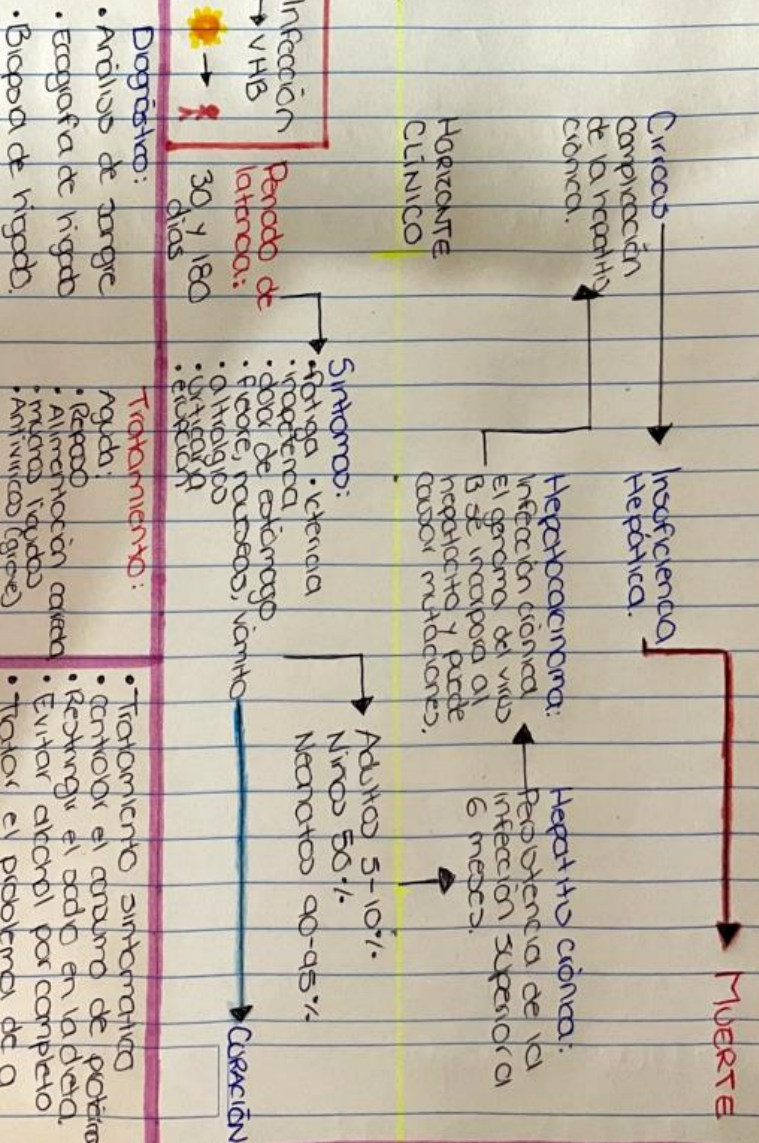 Cirrosis
Complicación
de la hepatitis
crónica.
Insuficiencia
Hepática.
MUERTE
HORIZONTE
CLÍNICO
Hepatocarcinoma:
infección crónica
El genoma del virus
B se incorpora al
hepatocito y puede
causar mutaciones.
Hepatitis crónica:
Persistencia de la
infección superior a
6 meses.
Infección
→ VHB
Periodo de
latencia:
30 y 180
días
Síntomas:
• Fatiga • ictericia
• inapetencia
• dolor de estómago
• fiebre, nauseas, vómito
• altralgias
• urticaria
• erupción
Adultos 5-10%
Niños 50%
Neonatos 90-95%
CURACIÓN
Diagnóstico:
• Análisis de sangre
• Ecografía de hígado
• Biopsia de hígado.
Tratamiento:
Aguda:
• Reposo
• Alimentación correcta
• muchos líquidos
• Antivíricos (graves)
• Tratamiento sintomático
• controlar el consumo de proteína
• Restringir el sodio en la dieta
• Evitar alcohol por completo
• Tratar el problema de